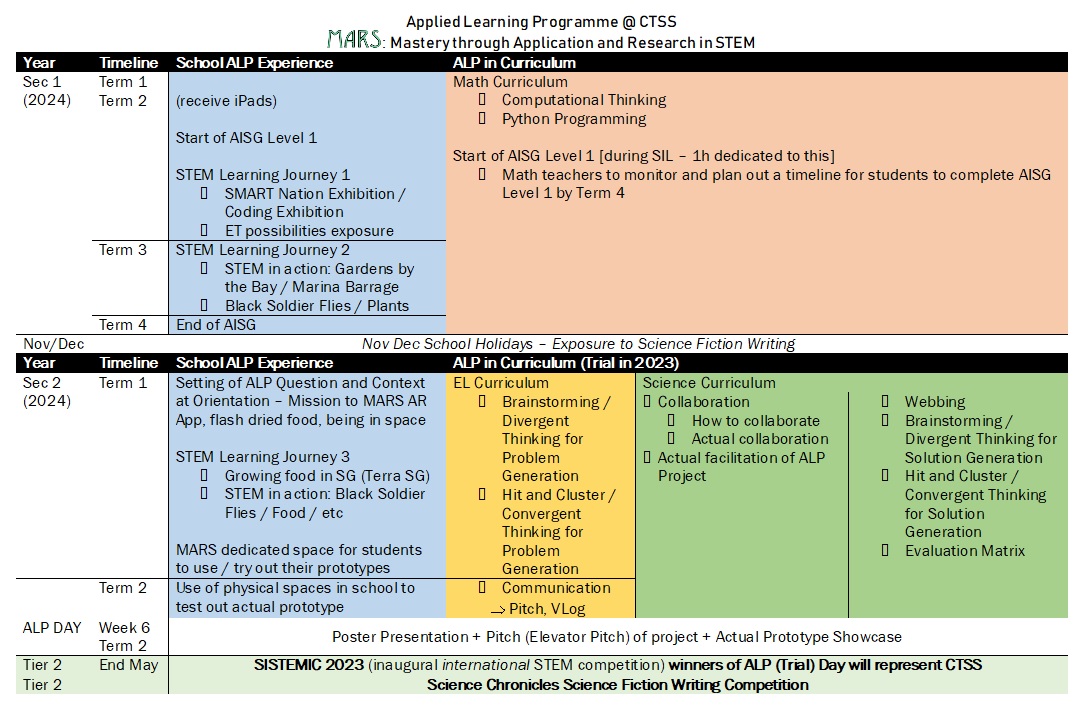 Applied Learning Programme @ CTSS
MARS: Mastery through Application and Research in STEM
Year Timeline School ALP Experience ALP in Curriculum
Sec 1
(2024)
Term 1
Term 2
(receive iPads)
Start of AISG Level 1
STEM Learning Journey 1
SMART Nation Exhibition /
Coding Exhibition
ET possibilities exposure
Math Curriculum
Computational Thinking
Python Programming
Start of AISG Level 1 [during SIL – 1h dedicated to this]
Math teachers to monitor and plan out a timeline for students to complete AISG
Level 1 by Term 4
Term 3
STEM Learning Journey 2
STEM in action: Gardens by
the Bay / Marina Barrage
Black Soldier Flies / Plants
Term 4 End of AISG
Nov/Dec Nov Dec School Holidays – Exposure to Science Fiction Writing
Year Timeline School ALP Experience ALP in Curriculum (Trial in 2023)
Sec 2
(2024)
Term 1
Setting of ALP Question and Context
at Orientation – Mission to MARS AR
App, flash dried food, being in space
STEM Learning Journey 3
Growing food in SG (Terra SG)
STEM in action: Black Soldier
Flies / Food / etc
MARS dedicated space for students
to use / try out their prototypes
EL Curriculum
Brainstorming /
Divergent
Thinking for
Problem
Generation
Hit and Cluster /
Convergent
Thinking for
Problem
Generation
Science Curriculum
Collaboration
How to collaborate
Actual collaboration
Actual facilitation of ALP
Project
Webbing
Brainstorming /
Divergent Thinking for
Solution Generation
Hit and Cluster /
Convergent Thinking
for Solution
Generation
Evaluation Matrix
Term 2
Use of physical spaces in school to
test out actual prototype
Communication
→ Pitch, VLog
ALP DAY
Week 6
Term 2
Poster Presentation + Pitch (Elevator Pitch) of project + Actual Prototype Showcase
Tier 2 End May SISTEMIC 2023 (inaugural international STEM competition) winners of ALP (Trial) Day will represent CTSS
Tier 2 Science Chronicles Science Fiction Writing Competition